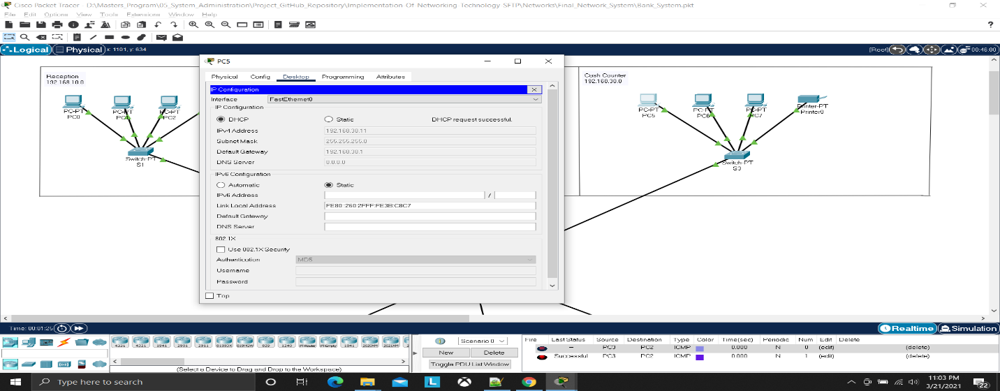 Cisco Packet Tracer - D:\Masters_Program\05_System_Administration\Project_GitHub_Repository\Implementation-Of-Networking-Technology-SFTP\Networks\Final_Network_System\Bank_System.pkt
File Edit Options View Tools Extensions Window Help
?
Logical Physical x: 1101, y: 634
[Root] 00:46:00
PC5
Physical Config Desktop Programming Attributes
IP Configuration X
Interface FastEthernet0
IP Configuration
DHCP Static DHCP request successful.
IPv4 Address 192.168.30.11
Subnet Mask 255.255.255.0
Default Gateway 192.168.30.1
DNS Server 0.0.0.0
IPv6 Configuration
Automatic Static
IPv6 Address /
Link Local Address FE80::260:2FFF:FE3B:C8C7
Default Gateway
DNS Server
802.1X
Use 802.1X Security
Authentication MD5
Username
Password
Top
Reception
192.168.10.0
PC-PT
PC0
PC-PT
PC1
PC-PT
PC2
Switch-PT
S1
Cash Counter
192.168.30.0
PC-PT
PC5
PC-PT
PC6
PC-PT
PC7
Printer-PT
Printer0
Switch-PT
S3
Time: 00:01:25
Realtime Simulation
4331 4321 1941 2901 2911 819IOX 819HGW 829 1240 PT-Router PT-Empty 1841 2620XM 2621XM
(Select a Device to Drag and Drop to the Workspace)
Scenario 0
New Delete
Toggle PDU List Window
Fire Last Status Source Destination Type Color Time(sec) Periodic Num Edit Delete
-- PC3 PC2 ICMP 0.000 N 0 (edit) (delete)
Successful PC3 PC2 ICMP 0.000 N 1 (edit) (delete)
Type here to search
L
11:03 PM
3/21/2021
22